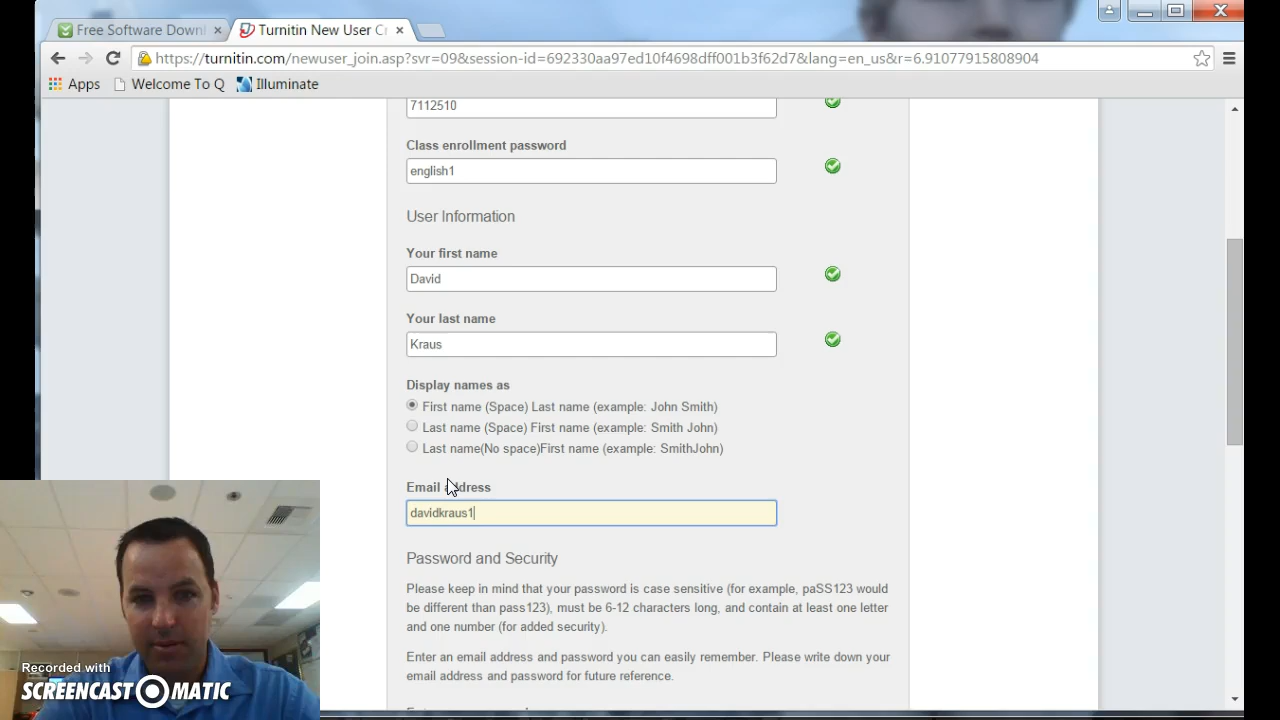 Free Software Downl
Turnitin New User Cr
https://turnitin.com/newuser_join.asp?svr=09&session-id=692330aa97ed10f4698dff001b3f62d7&lang=en_us&r=6.91077915808904
Apps Welcome To Q Illuminate
7112510
Class enrollment password
english1
User Information
Your first name
David
Your last name
Kraus
Display names as
First name (Space) Last name (example: John Smith)
Last name (Space) First name (example: Smith John)
Last name(No space)First name (example: SmithJohn)
Email address
davidkraus1
Password and Security
Please keep in mind that your password is case sensitive (for example, paSS123 would
be different than pass123), must be 6-12 characters long, and contain at least one letter
and one number (for added security).
Enter an email address and password you can easily remember. Please write down your
email address and password for future reference.
Recorded with
SCREENCAST-O-MATIC